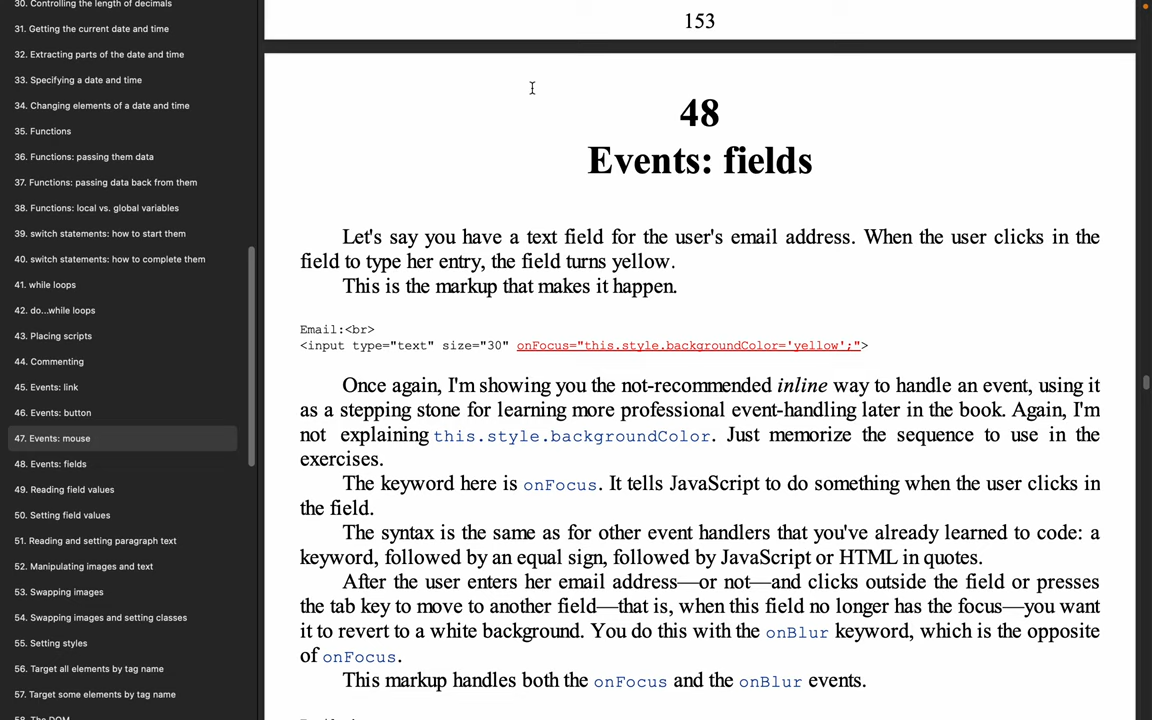 30. Controlling the length of decimals
31. Getting the current date and time
32. Extracting parts of the date and time
33. Specifying a date and time
34. Changing elements of a date and time
35. Functions
36. Functions: passing them data
37. Functions: passing data back from them
38. Functions: local vs. global variables
39. switch statements: how to start them
40. switch statements: how to complete them
41. while loops
42. do...while loops
43. Placing scripts
44. Commenting
45. Events: link
46. Events: button
47. Events: mouse
48. Events: fields
49. Reading field values
50. Setting field values
51. Reading and setting paragraph text
52. Manipulating images and text
53. Swapping images
54. Swapping images and setting classes
55. Setting styles
56. Target all elements by tag name
57. Target some elements by tag name
58. The DOM
153
48
Events: fields
Let's say you have a text field for the user's email address. When the user clicks in the
field to type her entry, the field turns yellow.
This is the markup that makes it happen.
Email:<br>
<input type="text" size="30" onFocus="this.style.backgroundColor='yellow';">
Once again, I'm showing you the not-recommended inline way to handle an event, using it
as a stepping stone for learning more professional event-handling later in the book. Again, I'm
not explaining this.style.backgroundColor. Just memorize the sequence to use in the
exercises.
The keyword here is onFocus. It tells JavaScript to do something when the user clicks in
the field.
The syntax is the same as for other event handlers that you've already learned to code: a
keyword, followed by an equal sign, followed by JavaScript or HTML in quotes.
After the user enters her email address—or not—and clicks outside the field or presses
the tab key to move to another field—that is, when this field no longer has the focus—you want
it to revert to a white background. You do this with the onBlur keyword, which is the opposite
of onFocus.
This markup handles both the onFocus and the onBlur events.